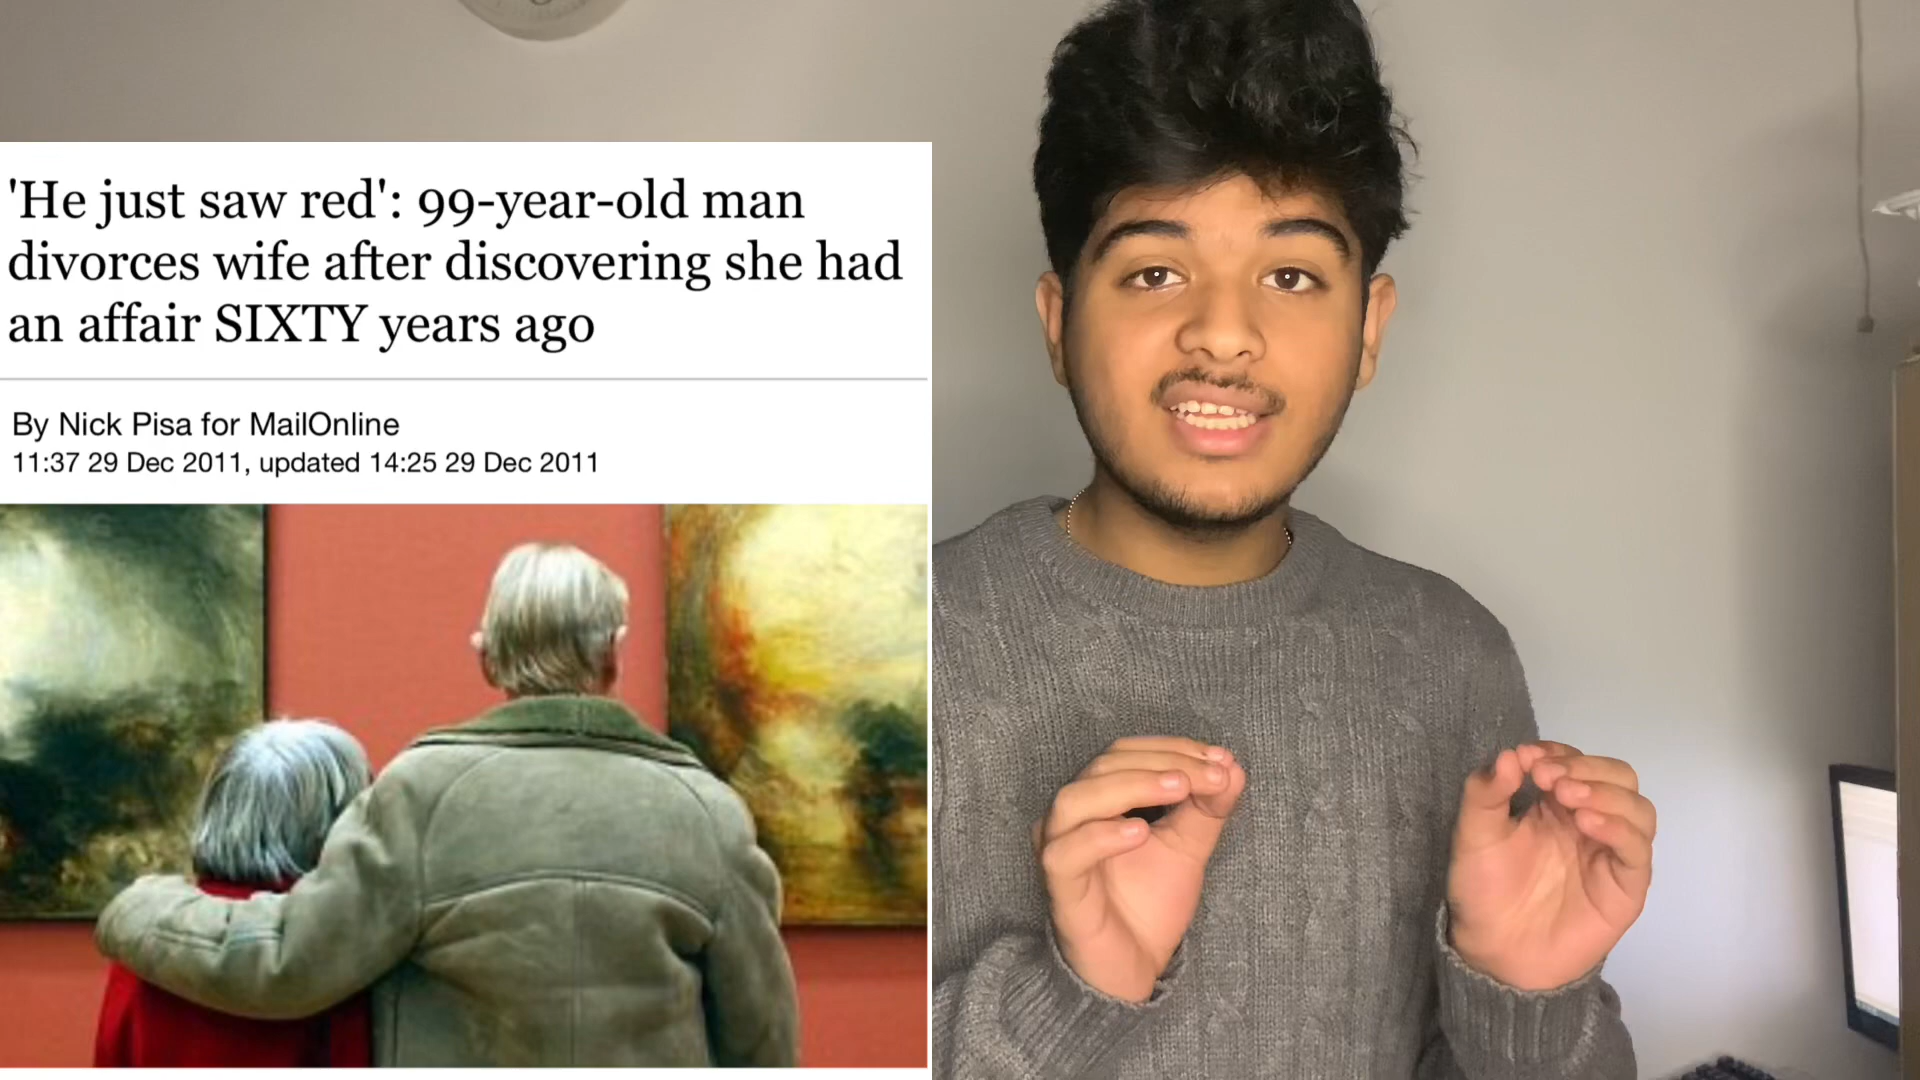 'He just saw red': 99-year-old man
divorces wife after discovering she had
an affair SIXTY years ago
By Nick Pisa for MailOnline
11:37 29 Dec 2011, updated 14:25 29 Dec 2011